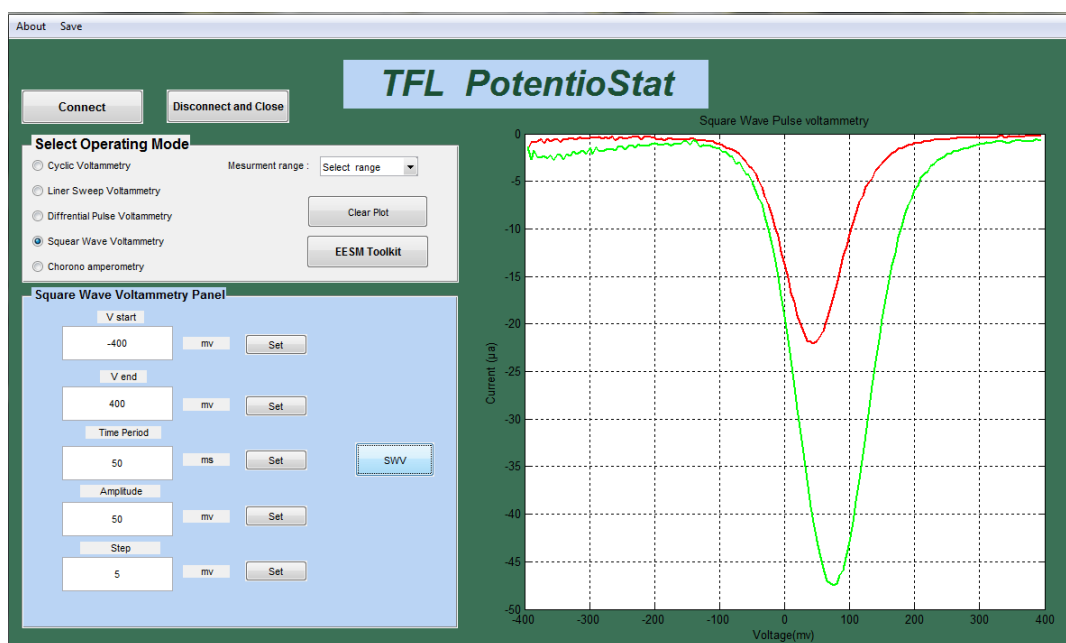 About Save
TFL PotentioStat
Connect
Disconnect and Close
Select Operating Mode
Cyclic Voltammetry
Mesurment range :
Select range
Liner Sweep Voltammetry
Diffrential Pulse Voltammetry
Clear Plot
Squear Wave Voltammetry
EESM Toolkit
Chorono amperometry
Square Wave Voltammetry Panel
V start
-400
mv
Set
V end
400
mv
Set
Time Period
50
ms
Set
SWV
Amplitude
50
mv
Set
Step
5
mv
Set
Square Wave Pulse voltammetry
0
-5
-10
-15
-20
-25
-30
-35
-40
-45
-50
Current (µa)
-400 -300 -200 -100 0 100 200 300 400
Voltage(mv)